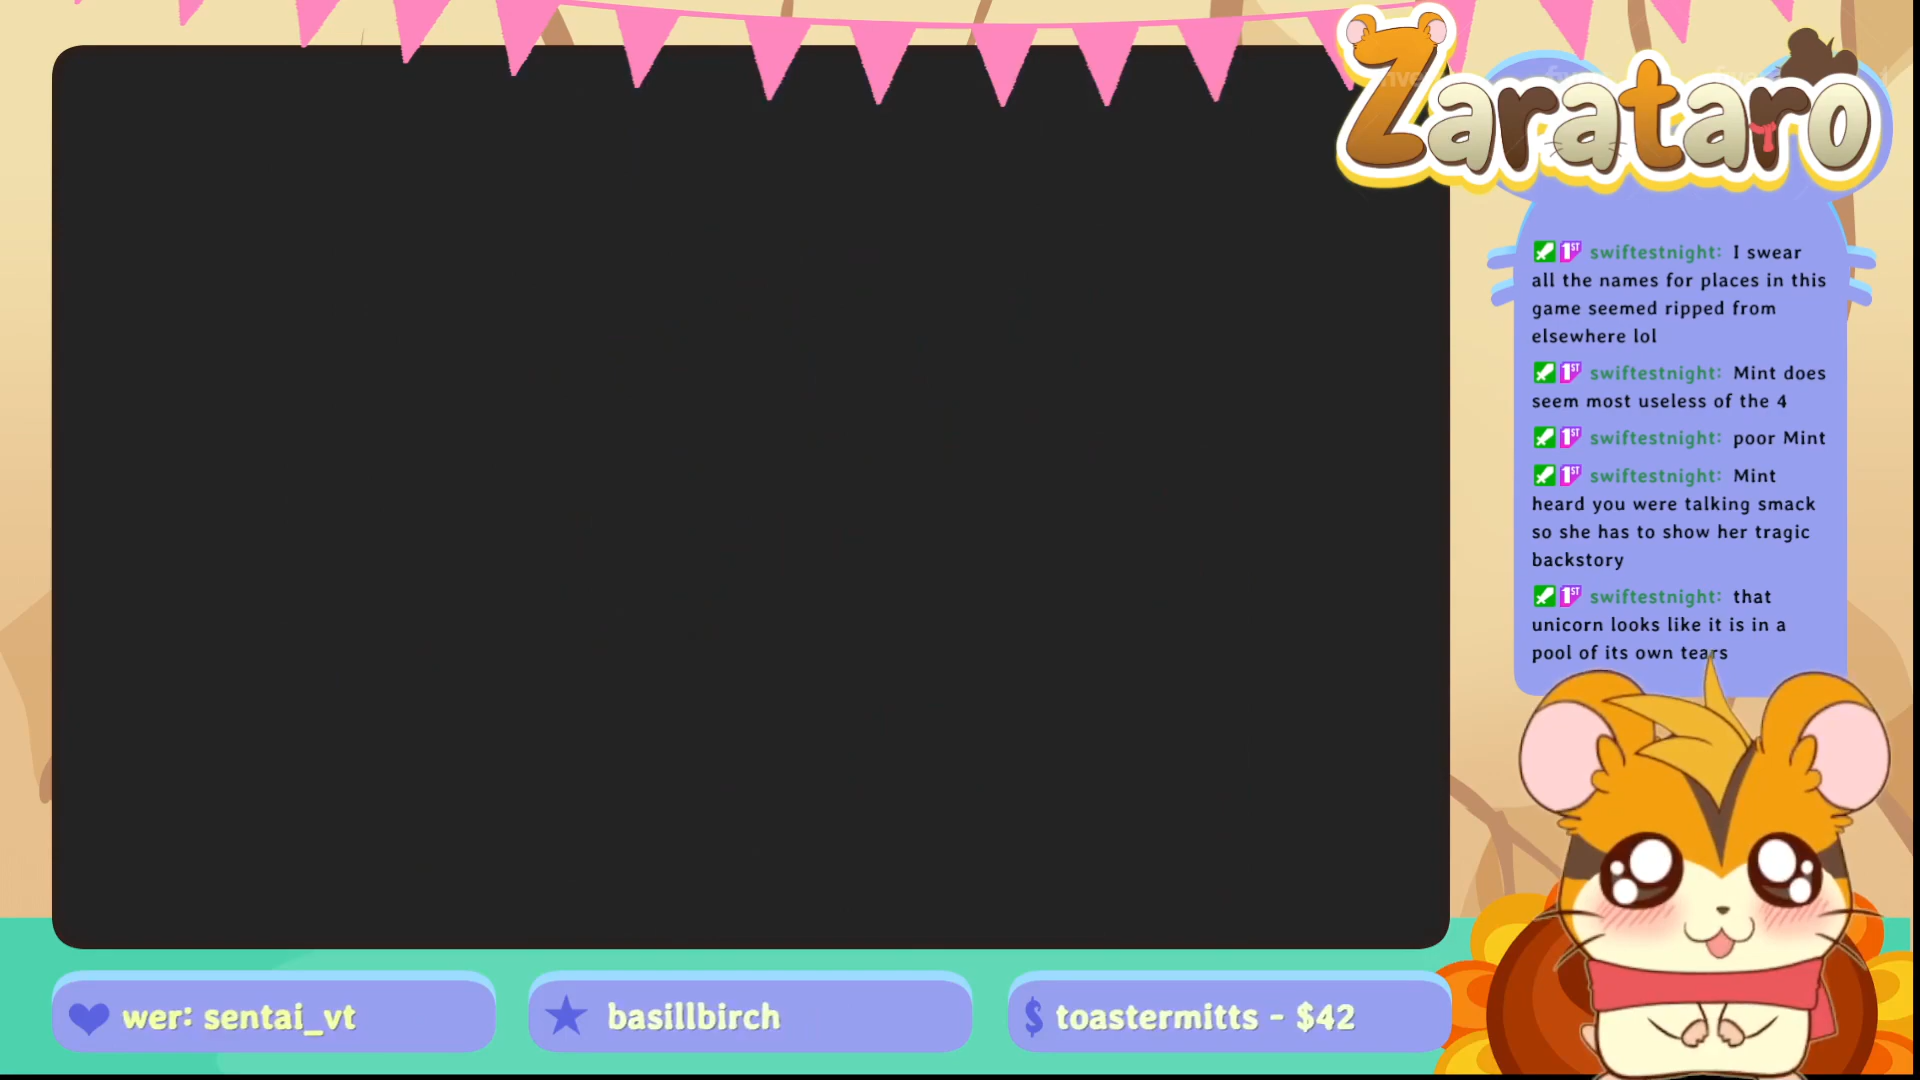 Zarataro
swiftestnight: I swear
all the names for places in this
game seemed ripped from
elsewhere lol
swiftestnight: Mint does
seem most useless of the 4
swiftestnight: poor Mint
swiftestnight: Mint
heard you were talking smack
so she has to show her tragic
backstory
swiftestnight: that
unicorn looks like it is in a
pool of its own tears
wer: sentai_vt
basillbirch
$ toastermitts - $42